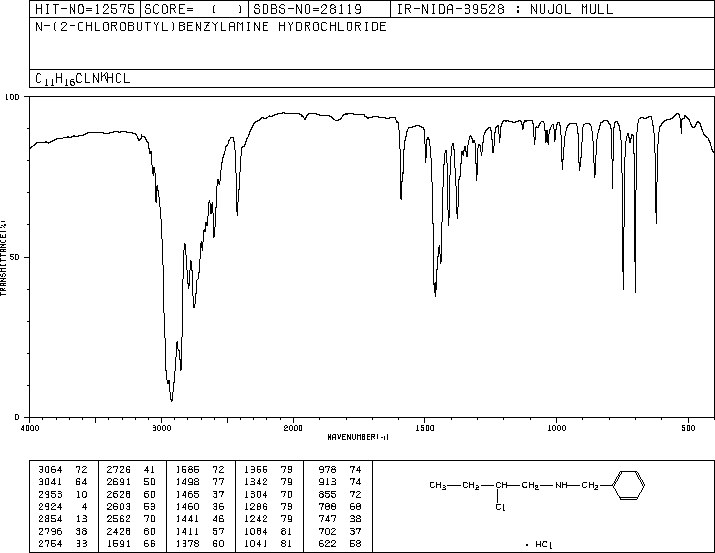 HIT-NO=12575 SCORE= ( ) SDBS-NO=28119 IR-NIDA-39528 : NUJOL MULL
N-(2-CHLOROBUTYL)BENZYLAMINE HYDROCHLORIDE
C11H16CLN·HCL
100
50
0
TRANSMITTANCE(%)
4000 3000 2000 1500 1000 500
WAVENUMBER(-1)
3064 72 2726 41 1586 72 1366 79 978 74
3041 64 2691 50 1498 77 1342 79 913 74
2953 10 2628 60 1465 37 1304 70 855 72
2924 4 2603 53 1460 36 1286 79 788 68
2854 13 2562 70 1441 46 1242 79 747 38
2796 38 2428 60 1411 57 1084 81 702 37
2754 33 1591 66 1378 60 1041 81 622 58
CH3 CH2 CH CH2 NH CH2
Cl
· HCl